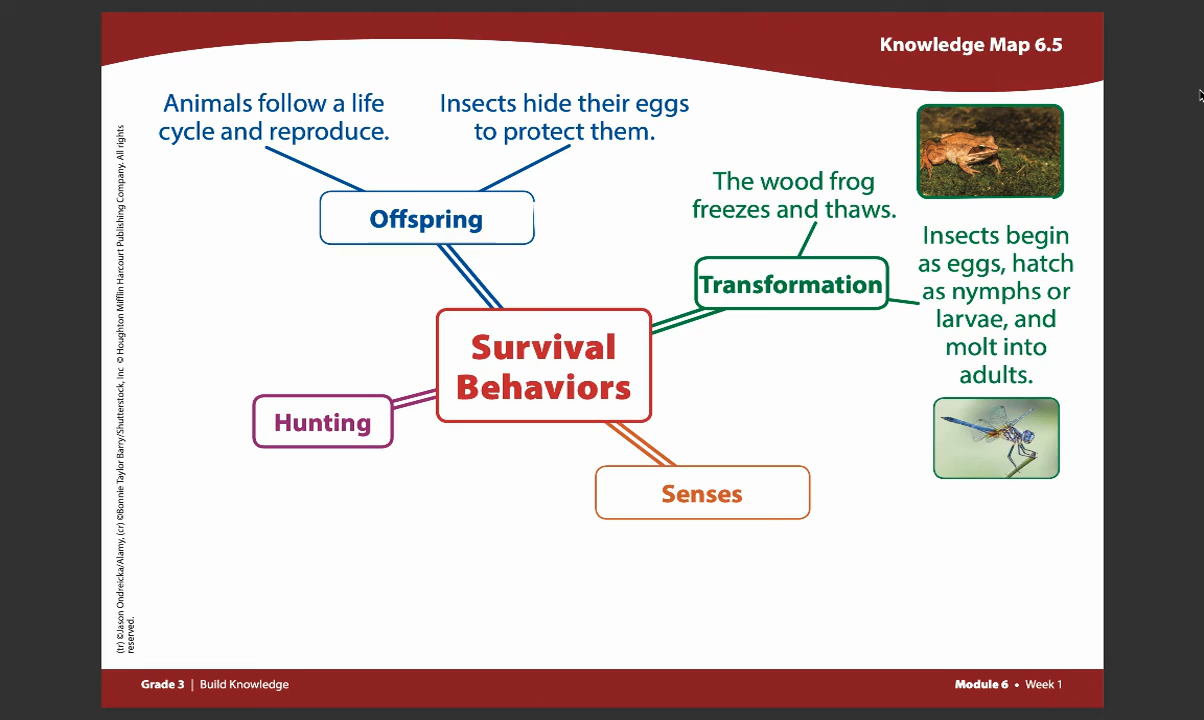 Knowledge Map 6.5
Animals follow a life
cycle and reproduce.
Insects hide their eggs
to protect them.
The wood frog
freezes and thaws.
Offspring
Insects begin
as eggs, hatch
as nymphs or
larvae, and
molt into
adults.
Transformation
Survival
Behaviors
Hunting
Senses
(tr) ©Jason Ondreicka/Alamy, (cr) ©Bonnie Taylor Barry/Shutterstock, Inc © Houghton Mifflin Harcourt Publishing Company. All rights
reserved.
Grade 3 | Build Knowledge
Module 6 • Week 1